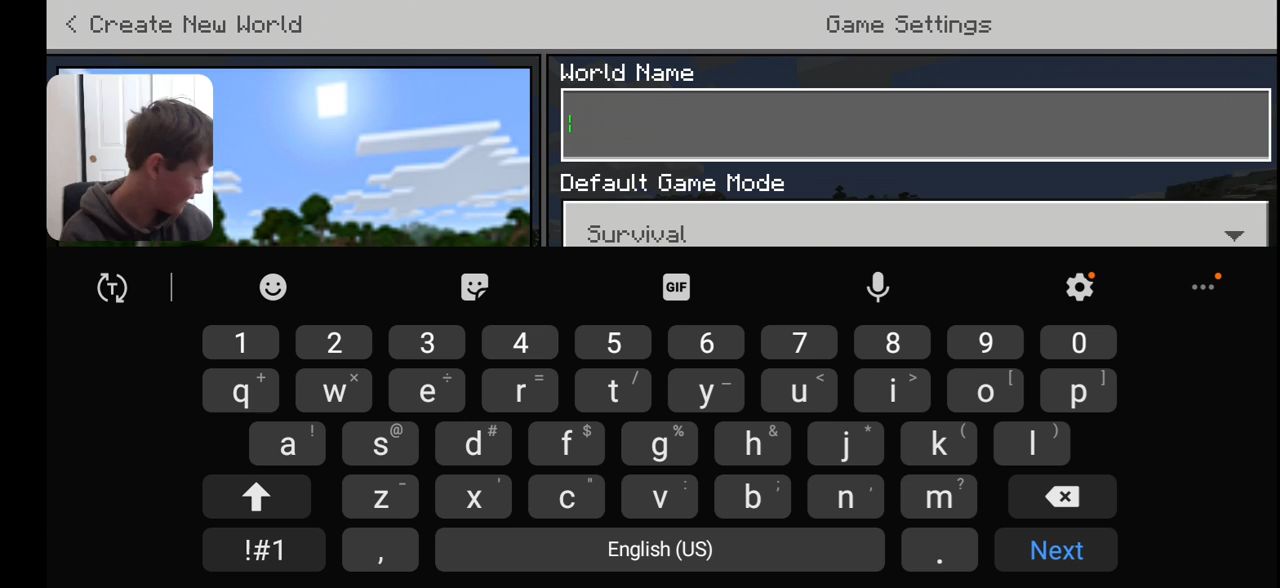 < Create New World
Game Settings
World Name
Default Game Mode
Survival
GIF
1 2 3 4 5 6 7 8 9 0
q + w × e ÷ r = t / y _ u < i > o [ p ]
a ! s @ d # f $ g % h & j * k ( l )
z - x ' c " v : b ; n , m ?
!#1 , English (US) . Next